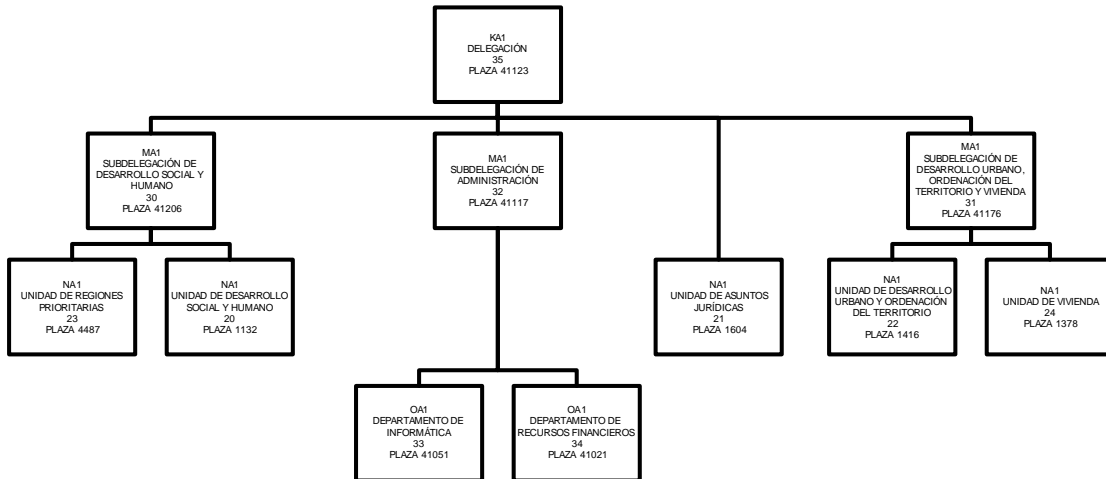 KA1
DELEGACIÓN
35
PLAZA 41123
MA1
SUBDELEGACIÓN DE
DESARROLLO SOCIAL Y
HUMANO
30
PLAZA 41206
MA1
SUBDELEGACIÓN DE
ADMINISTRACIÓN
32
PLAZA 41117
MA1
SUBDELEGACIÓN DE
DESARROLLO URBANO,
ORDENACIÓN DEL
TERRITORIO Y VIVIENDA
31
PLAZA 41176
NA1
UNIDAD DE REGIONES
PRIORITARIAS
23
PLAZA 4487
NA1
UNIDAD DE DESARROLLO
SOCIAL Y HUMANO
20
PLAZA 1132
NA1
UNIDAD DE ASUNTOS
JURÍDICAS
21
PLAZA 1604
NA1
UNIDAD DE DESARROLLO
URBANO Y ORDENACIÓN
DEL TERRITORIO
22
PLAZA 1416
NA1
UNIDAD DE VIVIENDA
24
PLAZA 1378
OA1
DEPARTAMENTO DE
INFORMÁTICA
33
PLAZA 41051
OA1
DEPARTAMENTO DE
RECURSOS FINANCIEROS
34
PLAZA 41021